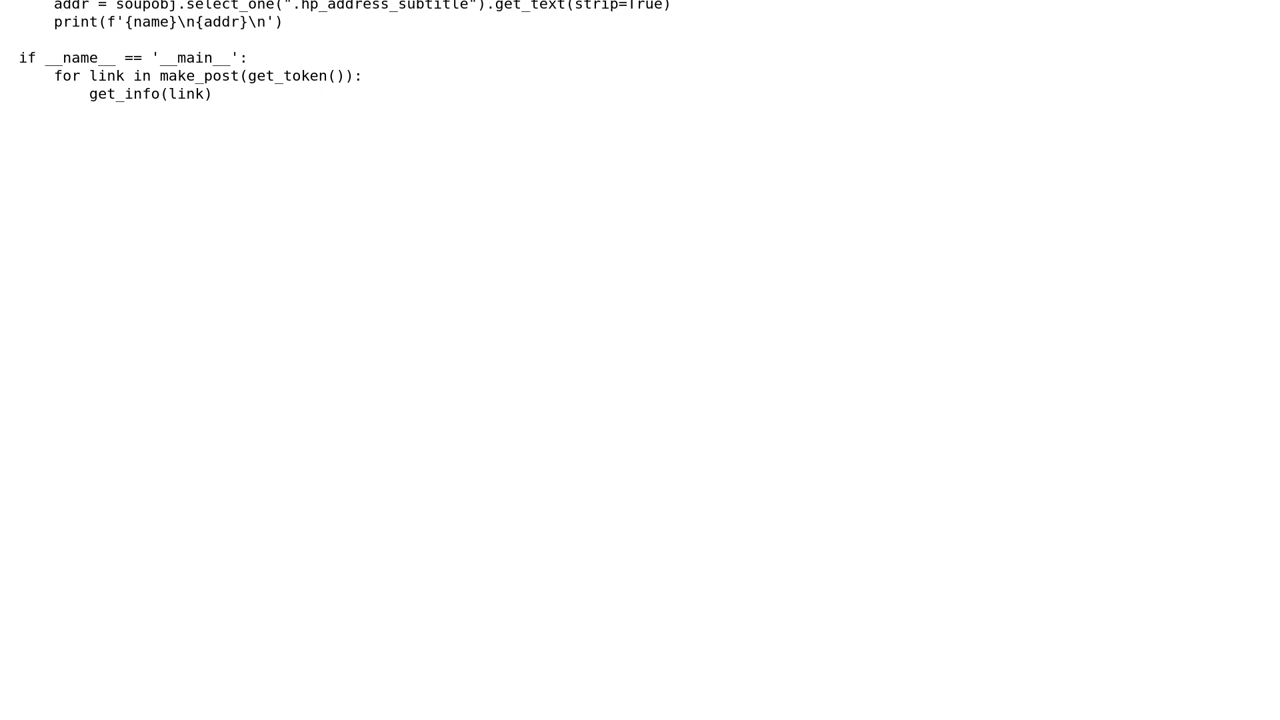 addr = soupobj.select_one(".hp_address_subtitle").get_text(strip=True)
    print(f'{name}\n{addr}\n')

if __name__ == '__main__':
    for link in make_post(get_token()):
        get_info(link)